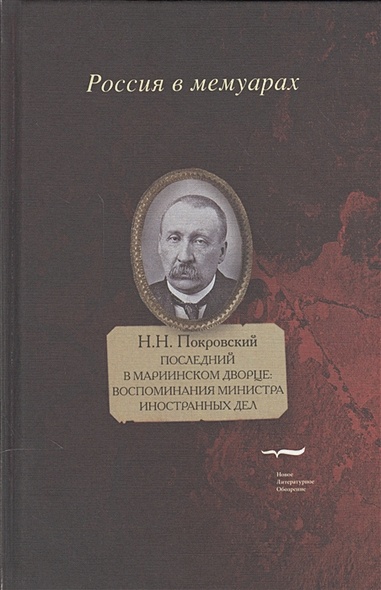 Россия в мемуарах
Н.Н. Покровский
ПОСЛЕДНИЙ
В МАРИИНСКОМ ДВОРЦЕ:
ВОСПОМИНАНИЯ МИНИСТРА
ИНОСТРАННЫХ ДЕЛ
Новое
Литературное
Обозрение